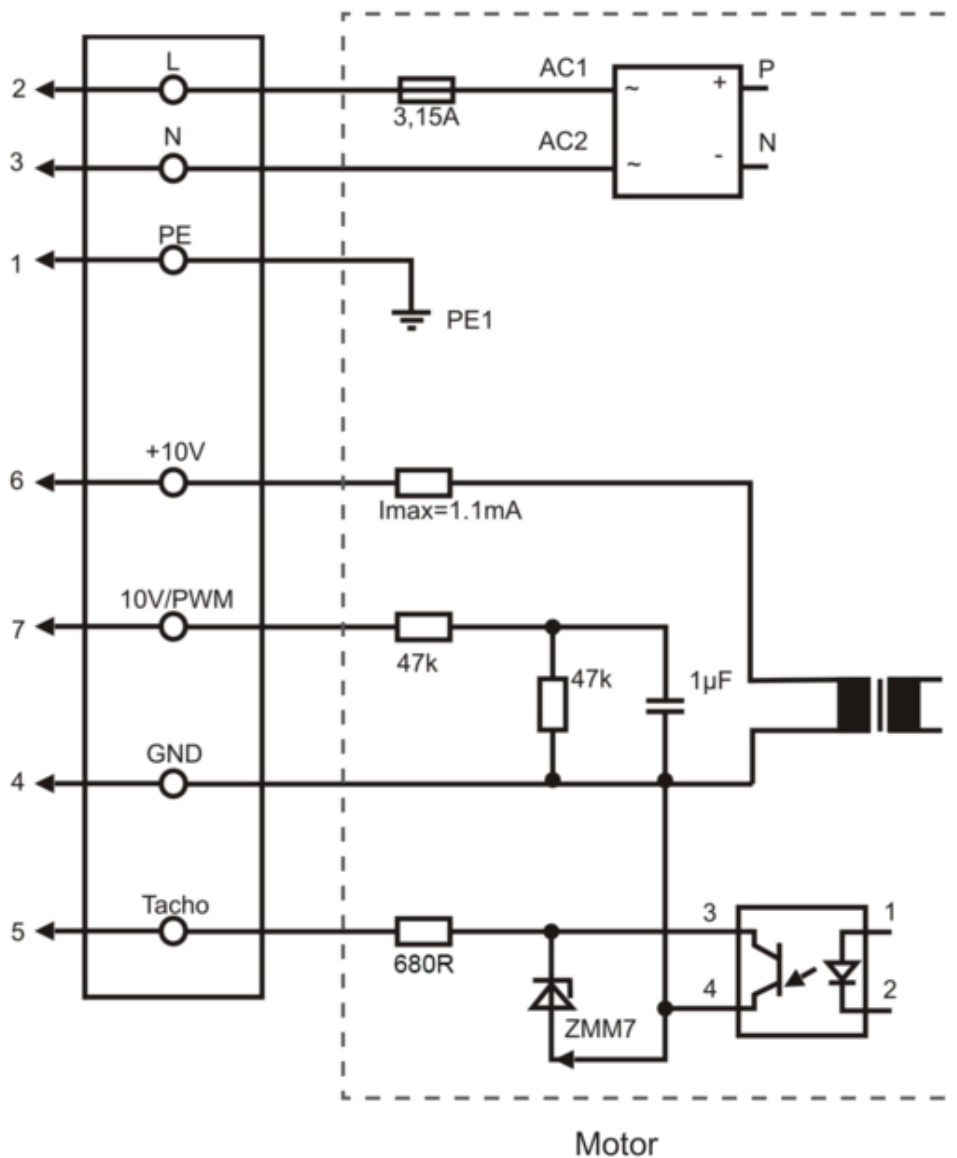 L
2
AC1
~
+
P
3,15A
N
3
AC2
~
-
N
PE
1
PE1
+10V
6
Imax=1.1mA
10V/PWM
7
47k
47k
1µF
GND
4
Tacho
5
680R
3
1
4
2
ZMM7
Motor